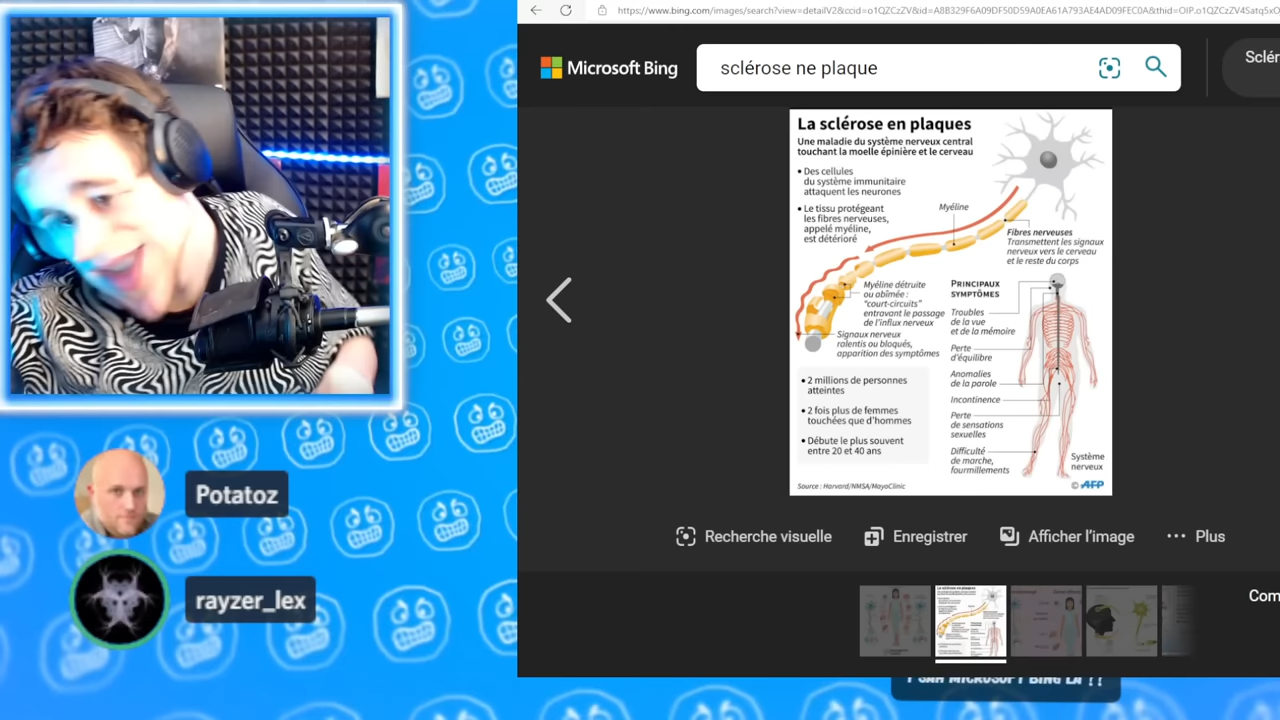 https://www.bing.com/images/search?view=detailV2&ccid=o1QZCzZV&id=A8B329F6A09DF50D59A0EA61A793AE4AD09FEC0A&thid=OIP.o1QZCzZV4Satq5xO
Microsoft Bing
sclérose ne plaque
Sclér
La sclérose en plaques
Une maladie du système nerveux central
touchant la moelle épinière et le cerveau
• Des cellules
du système immunitaire
attaquent les neurones
• Le tissu protégeant
les fibres nerveuses,
appelé myéline,
est détérioré
Myéline
Fibres nerveuses
Transmettent les signaux
nerveux vers le cerveau
et le reste du corps
Myéline détruite
ou abîmée :
"court-circuits"
entravant le passage
de l'influx nerveux
Signaux nerveux
ralentis ou bloqués,
apparition des symptômes
PRINCIPAUX
SYMPTÔMES
Troubles
de la vue
et de la mémoire
Perte
d'équilibre
Anomalies
de la parole
Incontinence
Perte
de sensations
sexuelles
Difficulté
de marche,
fourmillements
Système
nerveux
• 2 millions de personnes
atteintes
• 2 fois plus de femmes
touchées que d'hommes
• Débute le plus souvent
entre 20 et 40 ans
Source : Harvard/NMSA/MayoClinic
© AFP
Recherche visuelle
Enregistrer
Afficher l'image
Plus
Com
Potatoz
rayzer_lex
MICROSOFT BING LA !!